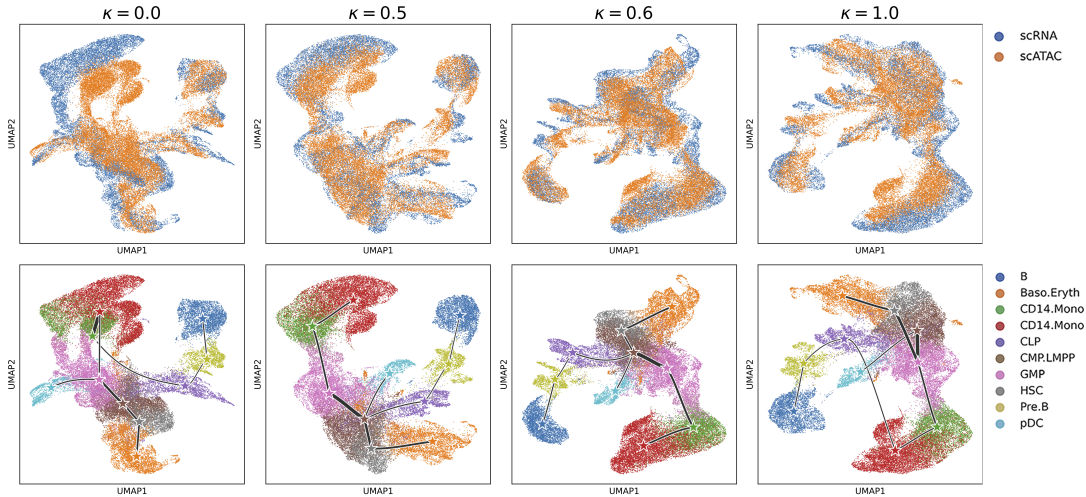 κ = 0.0
κ = 0.5
κ = 0.6
κ = 1.0
UMAP2
UMAP1
UMAP2
UMAP1
UMAP2
UMAP1
UMAP2
UMAP1
scRNA
scATAC
UMAP2
UMAP1
UMAP2
UMAP1
UMAP2
UMAP1
UMAP2
UMAP1
B
Baso.Eryth
CD14.Mono
CD14.Mono
CLP
CMP.LMPP
GMP
HSC
Pre.B
pDC